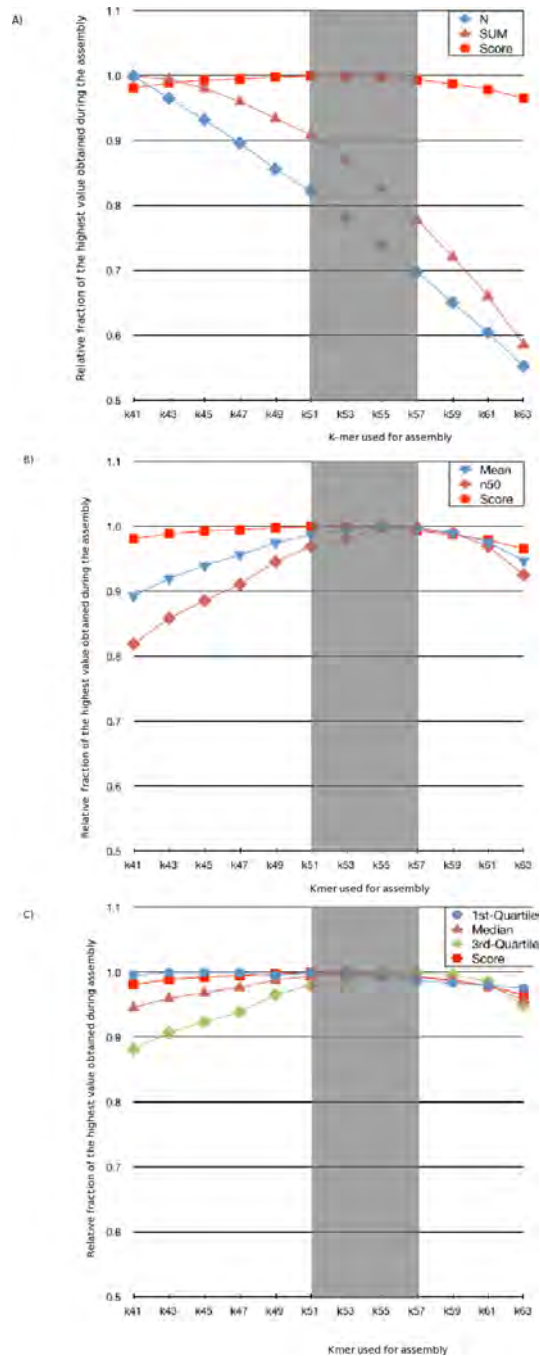 A)
Relative fraction of the highest value obtained during the assembly
1.1
1.0
0.9
0.8
0.7
0.6
0.5
N
SUM
Score
k41 k43 k45 k47 k49 k51 k53 k55 k57 k59 k61 k63
K-mer used for assembly
B)
Relative fraction of the highest value obtained during the assembly
1.1
1.0
0.9
0.8
0.7
0.6
0.5
Mean
n50
Score
k41 k43 k45 k47 k49 k51 k53 k55 k57 k59 k61 k63
Kmer used for assembly
C)
Relative fraction of the highest value obtained during assembly
1.1
1.0
0.9
0.8
0.7
0.6
0.5
1st-Quartile
Median
3rd-Quartile
Score
k41 k43 k45 k47 k49 k51 k53 k55 k57 k59 k61 k63
Kmer used for assembly